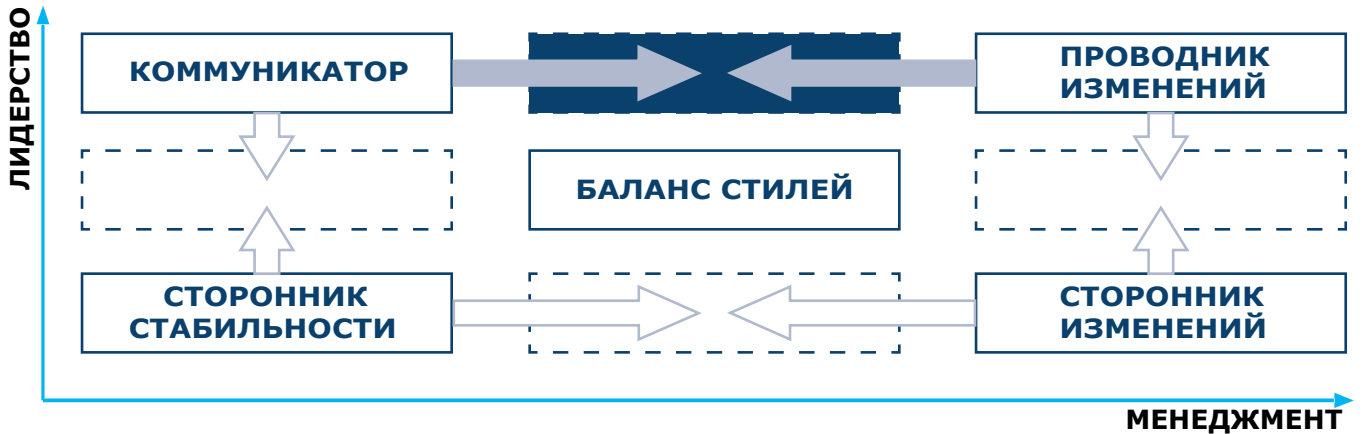 ЛИДЕРСТВО
КОММУНИКАТОР
ПРОВОДНИК
ИЗМЕНЕНИЙ
БАЛАНС СТИЛЕЙ
СТОРОННИК
СТАБИЛЬНОСТИ
СТОРОННИК
ИЗМЕНЕНИЙ
МЕНЕДЖМЕНТ